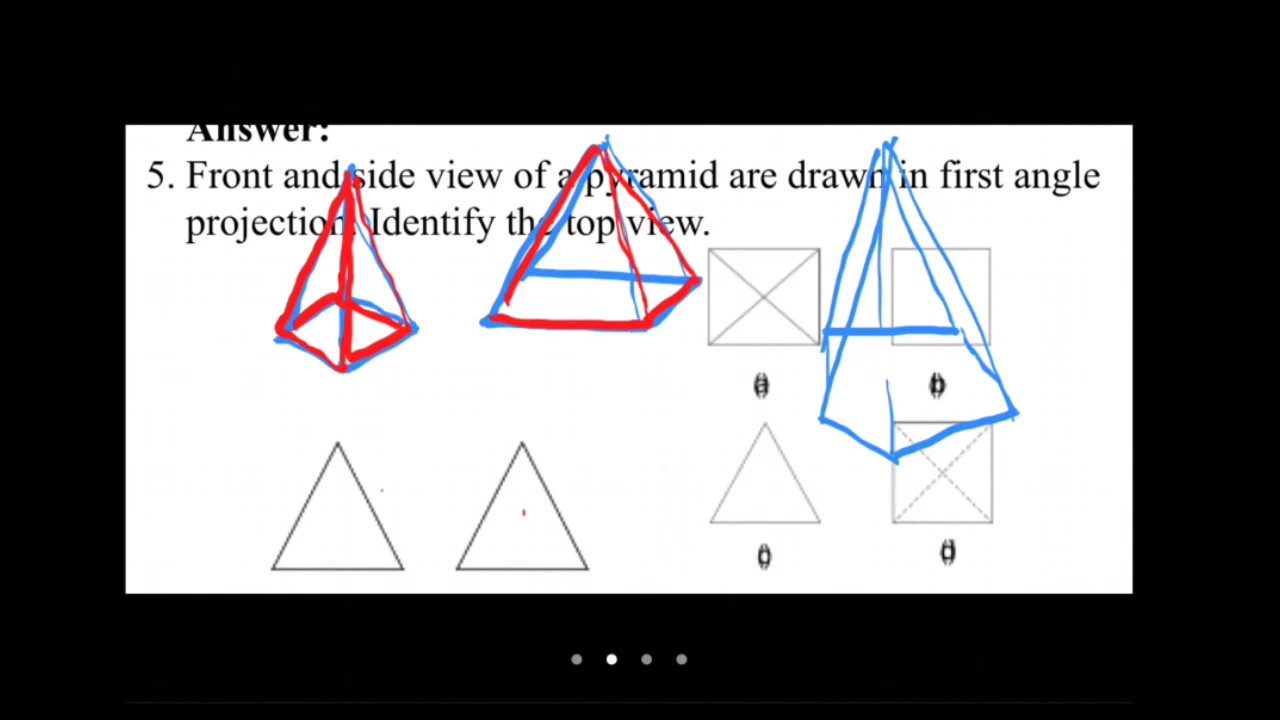 Answer:
5. Front and side view of a pyramid are drawn in first angle
projection. Identify the top view.